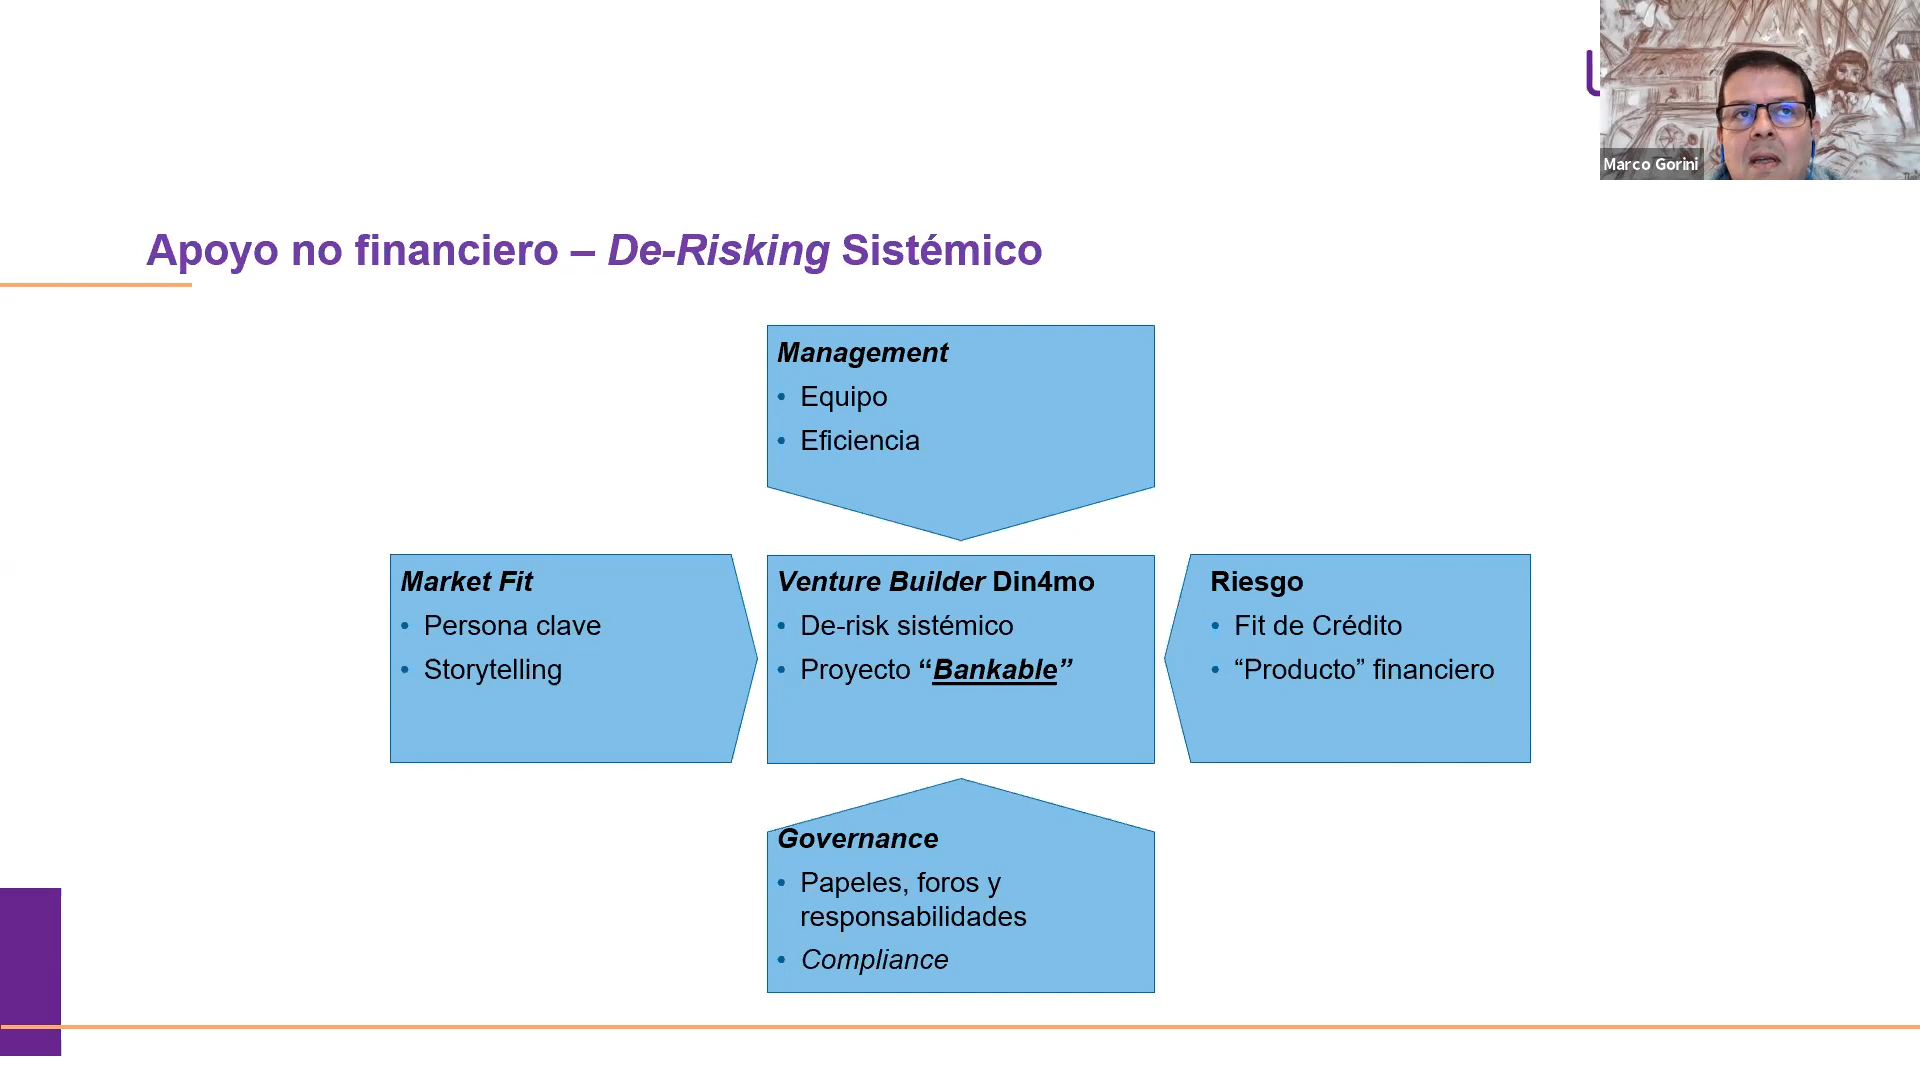 Marco Gorini
Apoyo no financiero – De-Risking Sistémico
Management
• Equipo
• Eficiencia
Market Fit
• Persona clave
• Storytelling
Venture Builder Din4mo
• De-risk sistémico
• Proyecto “Bankable”
Riesgo
• Fit de Crédito
• “Producto” financiero
Governance
• Papeles, foros y
responsabilidades
• Compliance